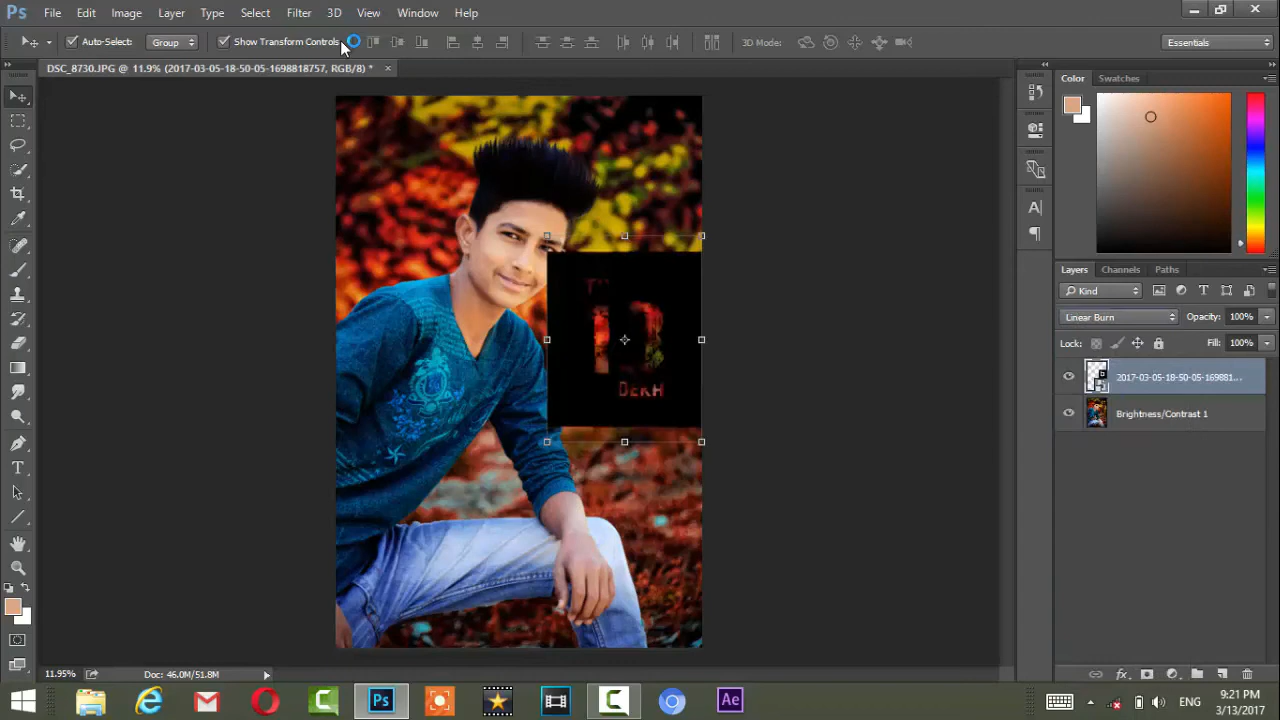 Ps File Edit Image Layer Type Select Filter 3D View Window Help
Auto-Select: Group Show Transform Controls 3D Mode: Essentials
DSC_8730.JPG @ 11.9% (2017-03-05-18-50-05-1698818757, RGB/8) * ×
Color Swatches
Layers Channels Paths
Kind
Linear Burn Opacity: 100%
Lock: Fill: 100%
2017-03-05-18-50-05-169881...
Brightness/Contrast 1
DEKH
11.95% Doc: 46.0M/51.8M
Ps Ae ENG 9:21 PM
3/13/2017